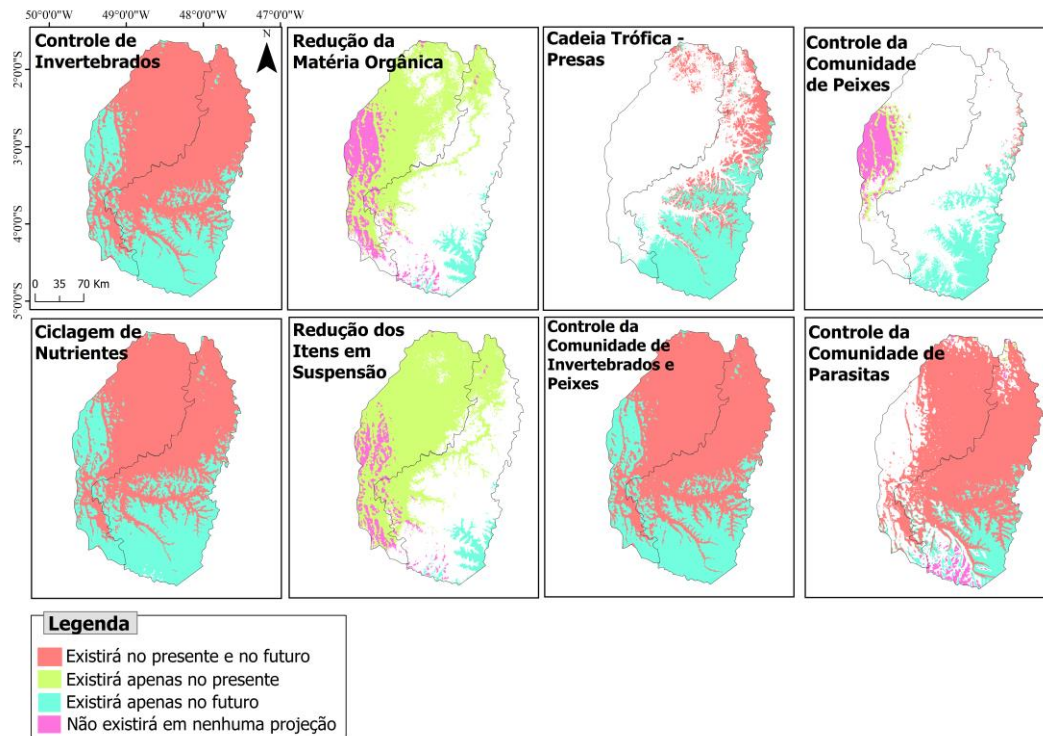 50°0'0"W 49°0'0"W 48°0'0"W 47°0'0"W
2°0'0"S
3°0'0"S
4°0'0"S
5°0'0"S
Controle de
Invertebrados
N
0 35 70 Km
Redução da
Matéria Orgânica
Cadeia Trófica -
Presas
Controle da
Comunidade
de Peixes
Ciclagem de
Nutrientes
Redução dos
Itens em
Suspensão
Controle da
Comunidade de
Invertebrados e
Peixes
Controle da
Comunidade de
Parasitas
Legenda
Existirá no presente e no futuro
Existirá apenas no presente
Existirá apenas no futuro
Não existirá em nenhuma projeção